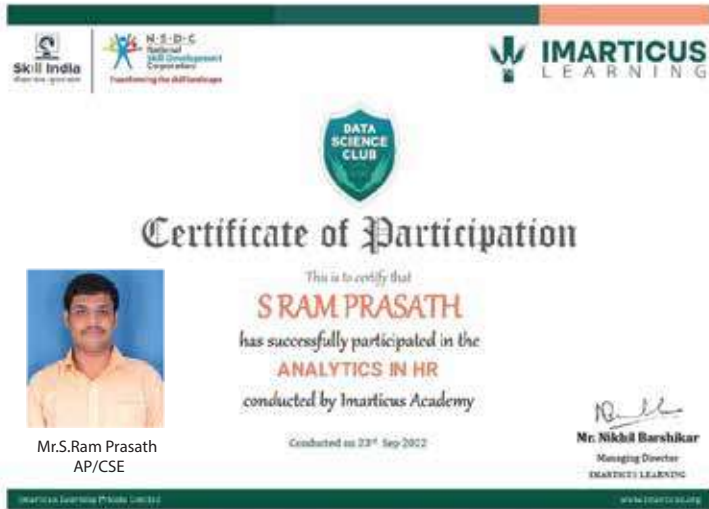 Skill India
N·S·D·C
National
Skill Development
Corporation
Transforming the skill landscape
IMARTICUS
LEARNING
DATA
SCIENCE
CLUB
Certificate of Participation
This is to certify that
S RAM PRASATH
has successfully participated in the
ANALYTICS IN HR
conducted by Imarticus Academy
Conducted on 23rd Sep 2022
Mr.S.Ram Prasath
AP/CSE
Mr. Nikhil Barshikar
Managing Director
IMARTICUS LEARNING
Imarticus Learning Private Limited
www.imarticus.org